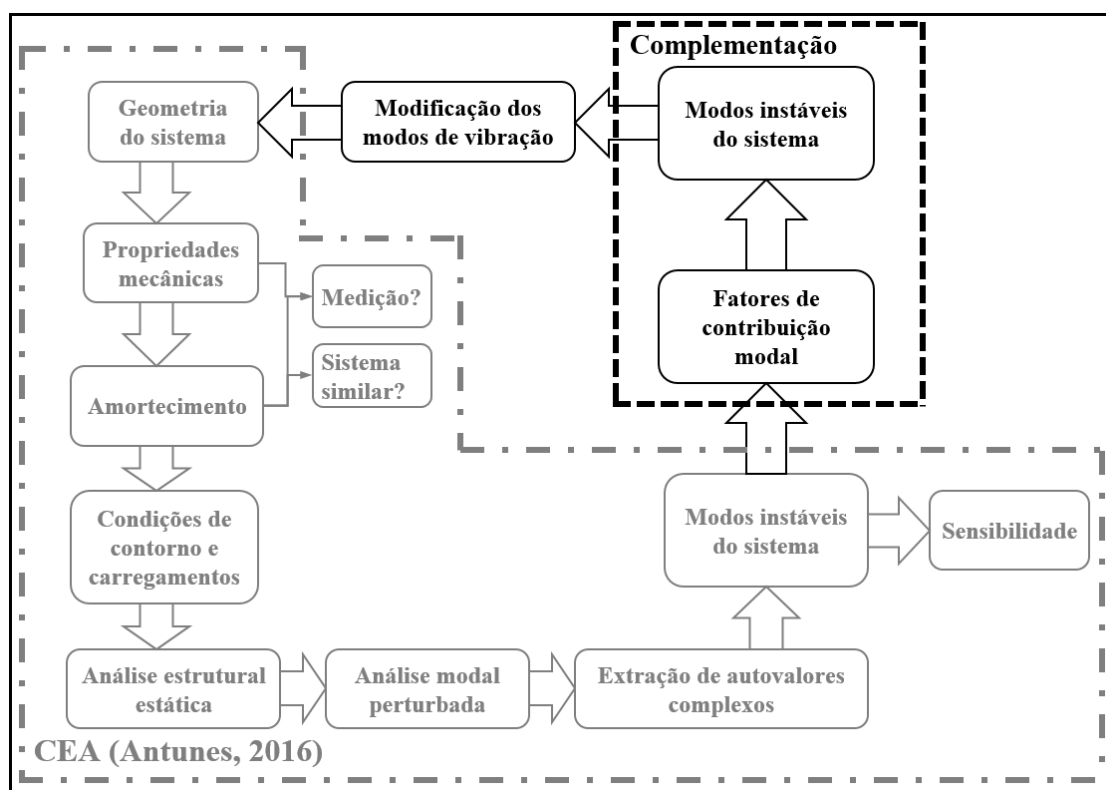 Complementação
Geometria
do sistema
Modificação dos
modos de vibração
Modos instáveis
do sistema
Propriedades
mecânicas
Medição?
Fatores de
contribuição
modal
Sistema
similar?
Amortecimento
Condições de
contorno e
carregamentos
Modos instáveis
do sistema
Sensibilidade
Análise estrutural
estática
Análise modal
perturbada
Extração de autovalores
complexos
CEA (Antunes, 2016)